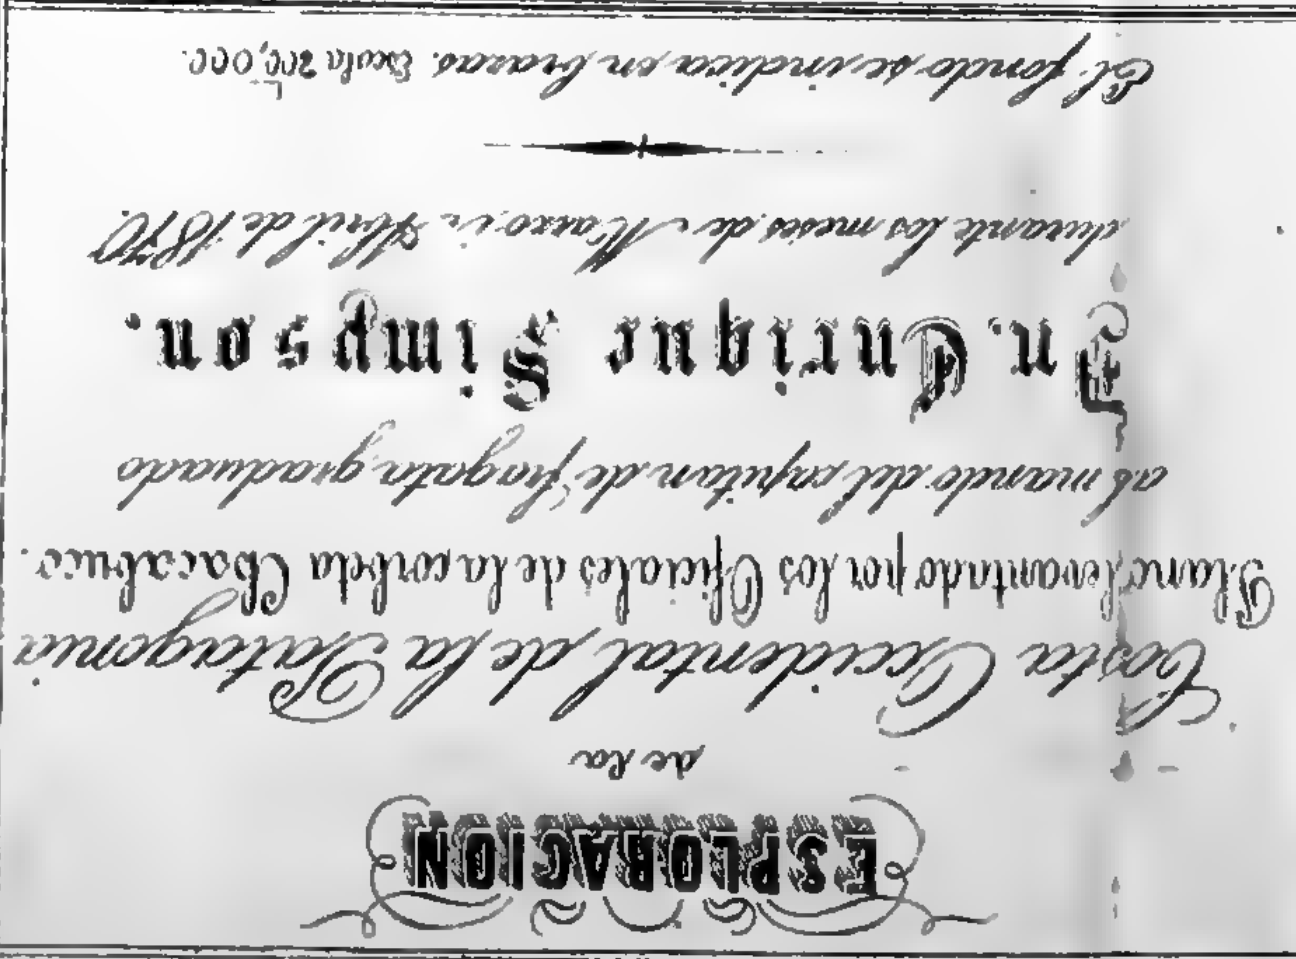 ESPLORACION
de la
Costa Occidental de la Patagonia
Plano levantado por los Oficiales de la corbeta Chacabuco.
al mando del capitan de fragata graduado
Dn. Enrique Simpson.
durante los meses de Marzo i Abril de 1870.
El fondo se indica en brazas. Escala 1/200,000.